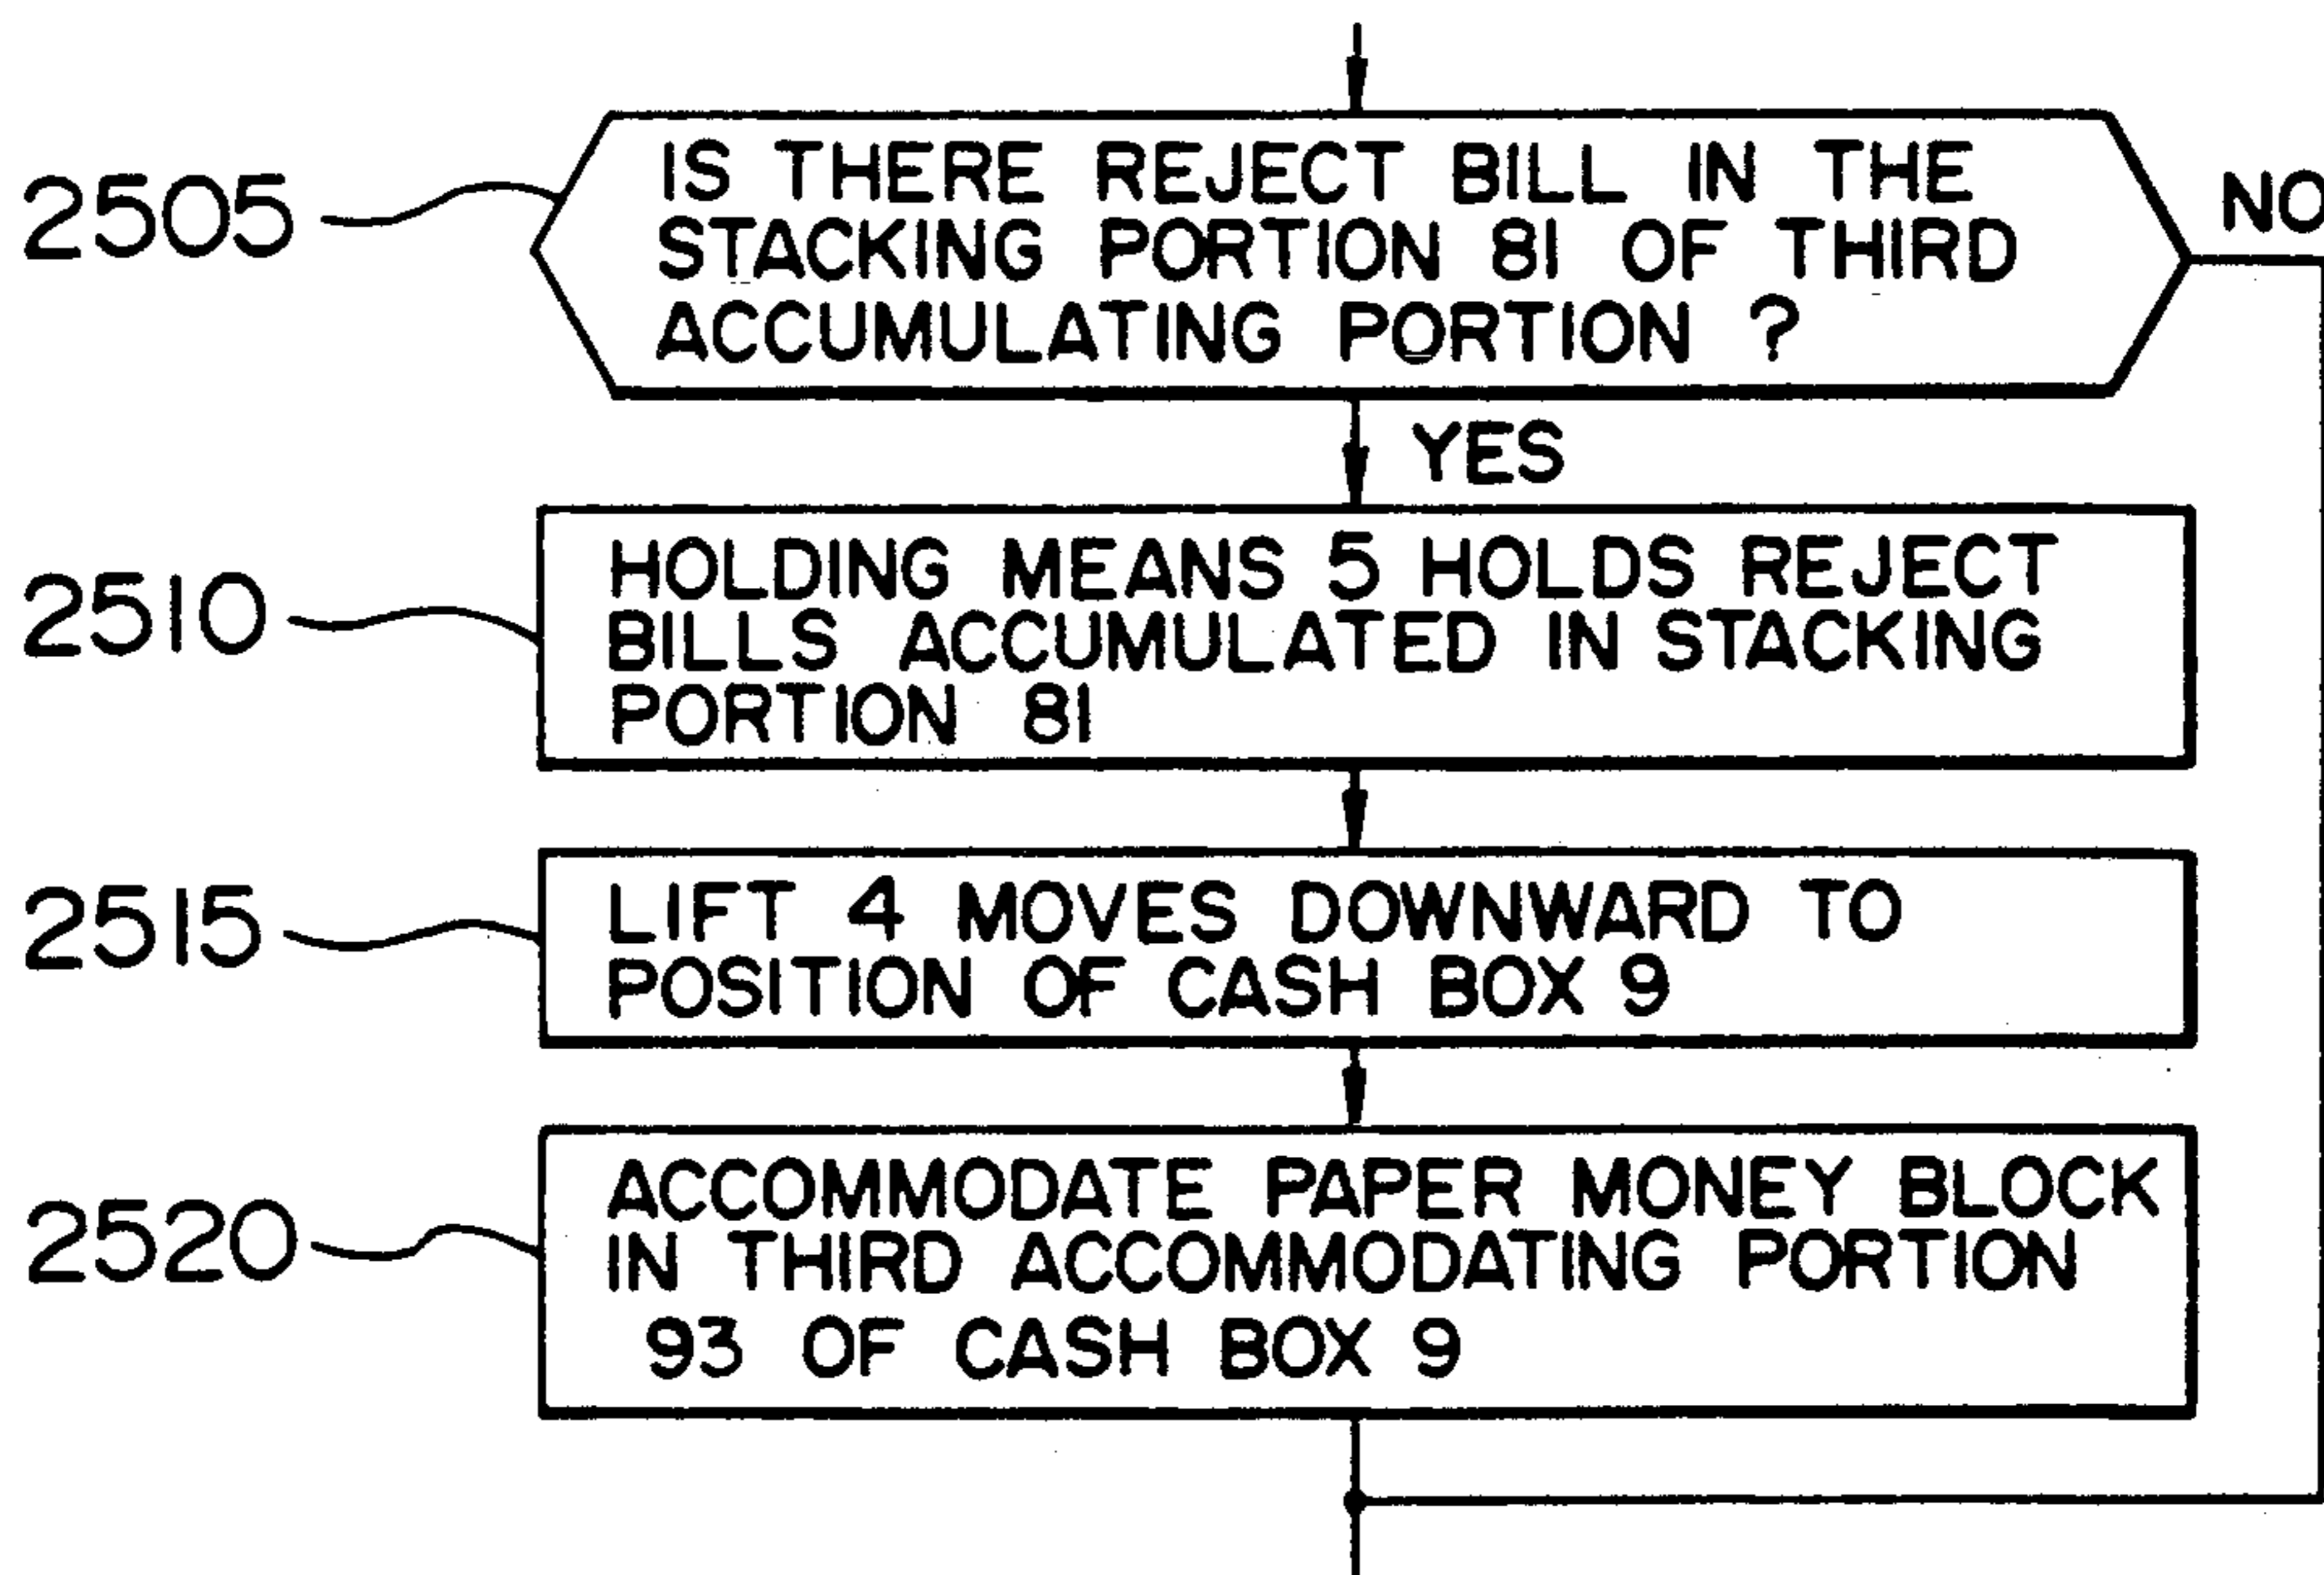 2505
IS THERE REJECT BILL IN THE
STACKING PORTION 81 OF THIRD
ACCUMULATING PORTION ?
NO
YES
2510
HOLDING MEANS 5 HOLDS REJECT
BILLS ACCUMULATED IN STACKING
PORTION 81
2515
LIFT 4 MOVES DOWNWARD TO
POSITION OF CASH BOX 9
2520
ACCOMMODATE PAPER MONEY BLOCK
IN THIRD ACCOMMODATING PORTION
93 OF CASH BOX 9